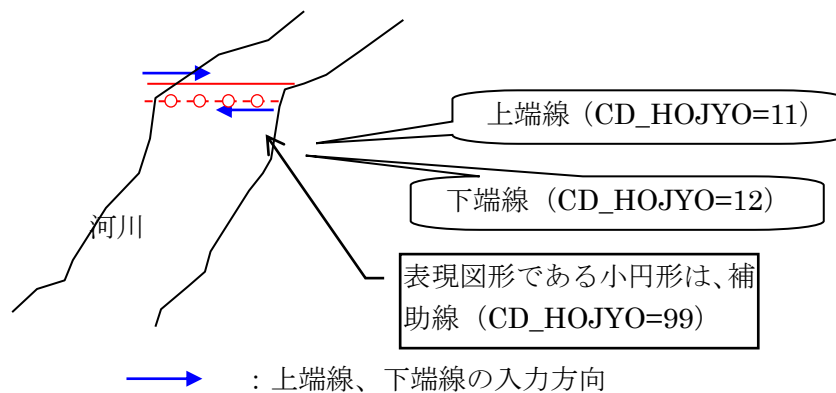 上端線（CD_HOJYO=11）
下端線（CD_HOJYO=12）
河川
表現図形である小円形は、補
助線（CD_HOJYO=99）
：上端線、下端線の入力方向